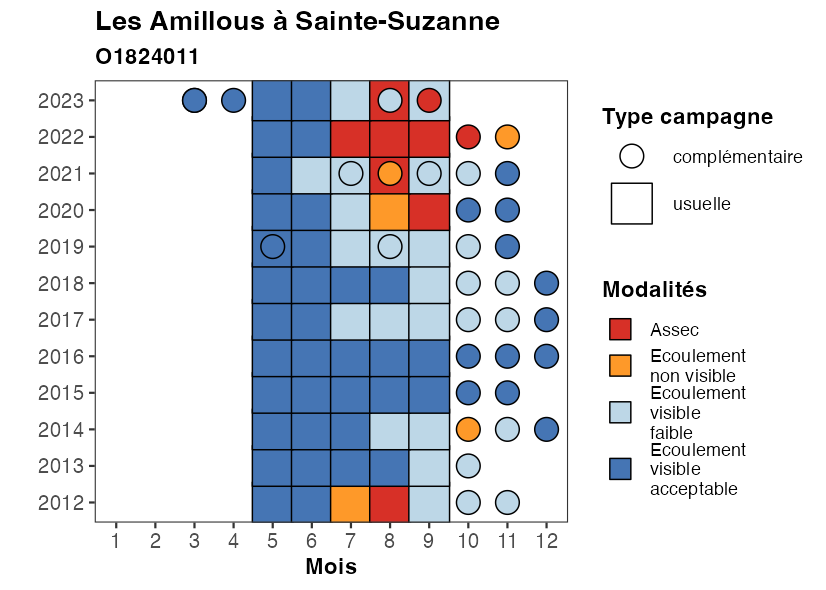 Les Amillous à Sainte-Suzanne
O1824011
2023
2022
2021
2020
2019
2018
2017
2016
2015
2014
2013
2012
1 2 3 4 5 6 7 8 9 10 11 12
Mois
Type campagne
complémentaire
usuelle
Modalités
Assec
Ecoulement
non visible
Ecoulement
visible
faible
Ecoulement
visible
acceptable